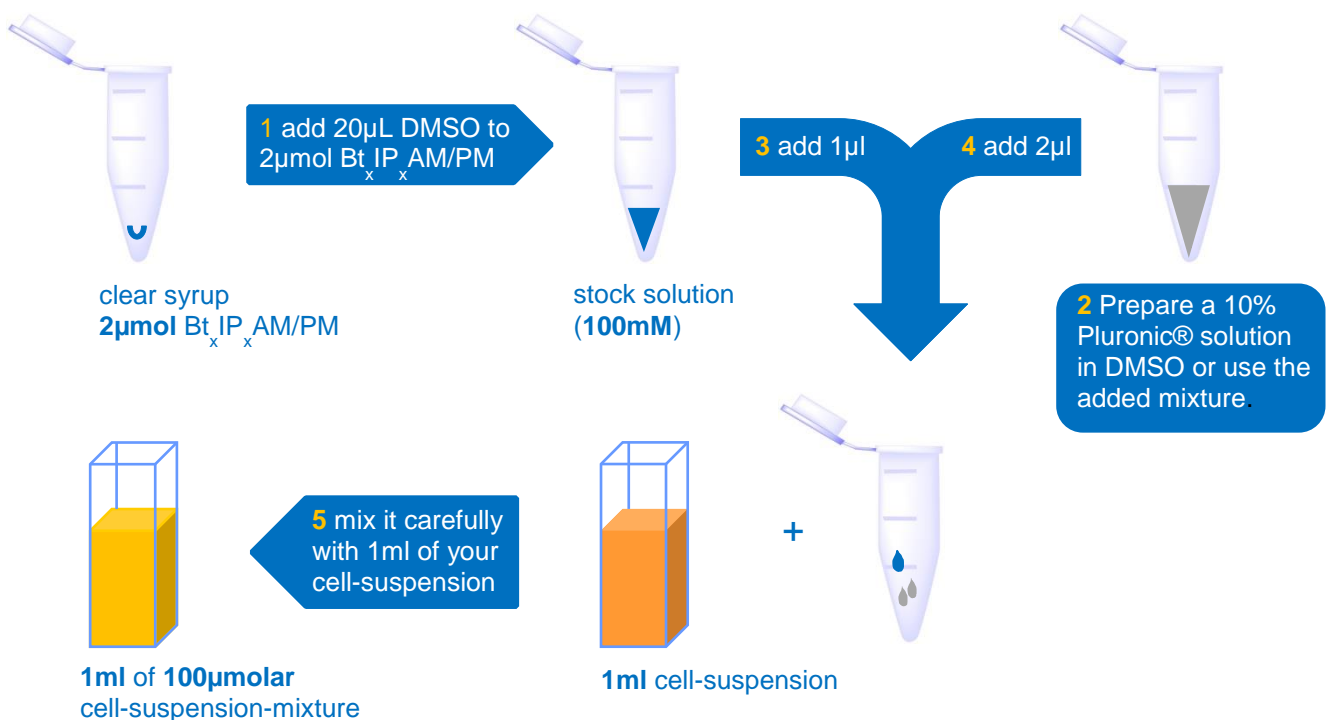 1 add 20µL DMSO to
2µmol BtxIPxAM/PM
3 add 1µl
4 add 2µl
clear syrup
2µmol BtxIPxAM/PM
stock solution
(100mM)
2 Prepare a 10%
Pluronic® solution
in DMSO or use the
added mixture.
5 mix it carefully
with 1ml of your
cell-suspension
+
1ml of 100µmolar
cell-suspension-mixture
1ml cell-suspension